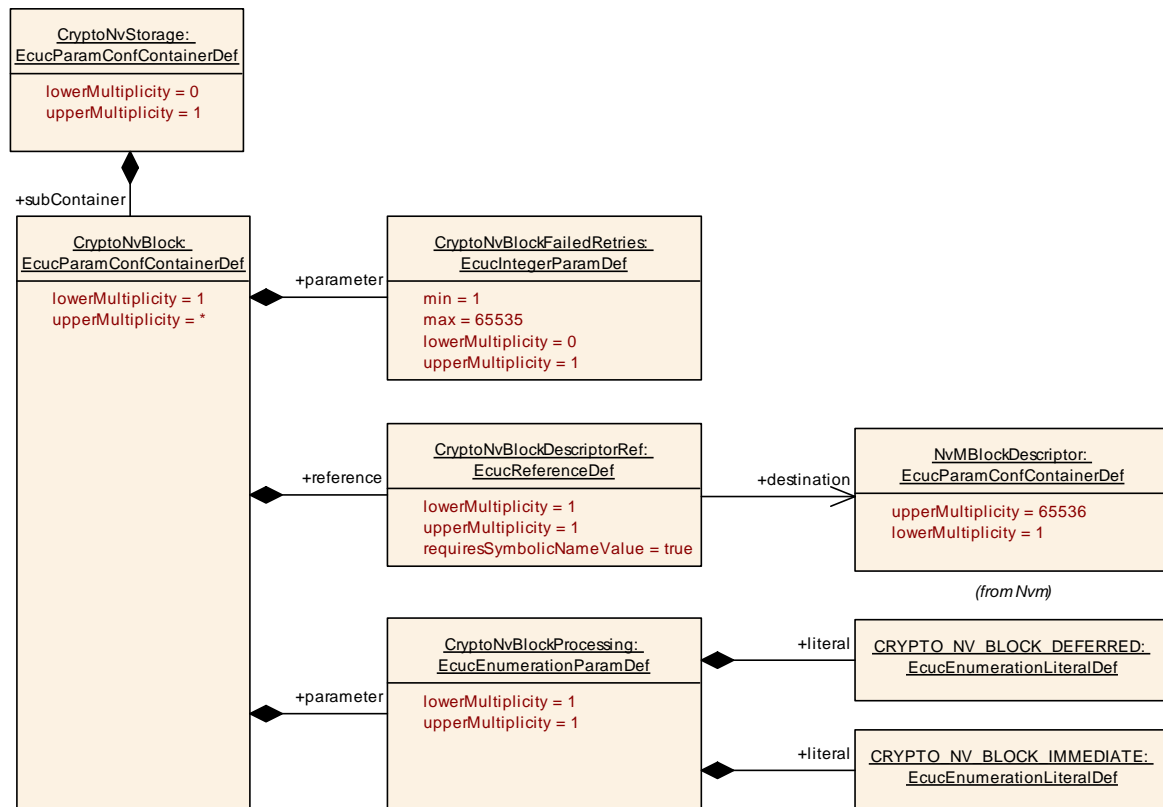 CryptoNvStorage:
EcucParamConfContainerDef
lowerMultiplicity = 0
upperMultiplicity = 1
+subContainer
CryptoNvBlock:
EcucParamConfContainerDef
lowerMultiplicity = 1
upperMultiplicity = *
+parameter
CryptoNvBlockFailedRetries:
EcucIntegerParamDef
min = 1
max = 65535
lowerMultiplicity = 0
upperMultiplicity = 1
+reference
CryptoNvBlockDescriptorRef:
EcucReferenceDef
lowerMultiplicity = 1
upperMultiplicity = 1
requiresSymbolicNameValue = true
+destination
NvMBlockDescriptor:
EcucParamConfContainerDef
upperMultiplicity = 65536
lowerMultiplicity = 1
(from Nvm)
+parameter
CryptoNvBlockProcessing:
EcucEnumerationParamDef
lowerMultiplicity = 1
upperMultiplicity = 1
+literal
CRYPTO_NV_BLOCK_DEFERRED:
EcucEnumerationLiteralDef
+literal
CRYPTO_NV_BLOCK_IMMEDIATE:
EcucEnumerationLiteralDef